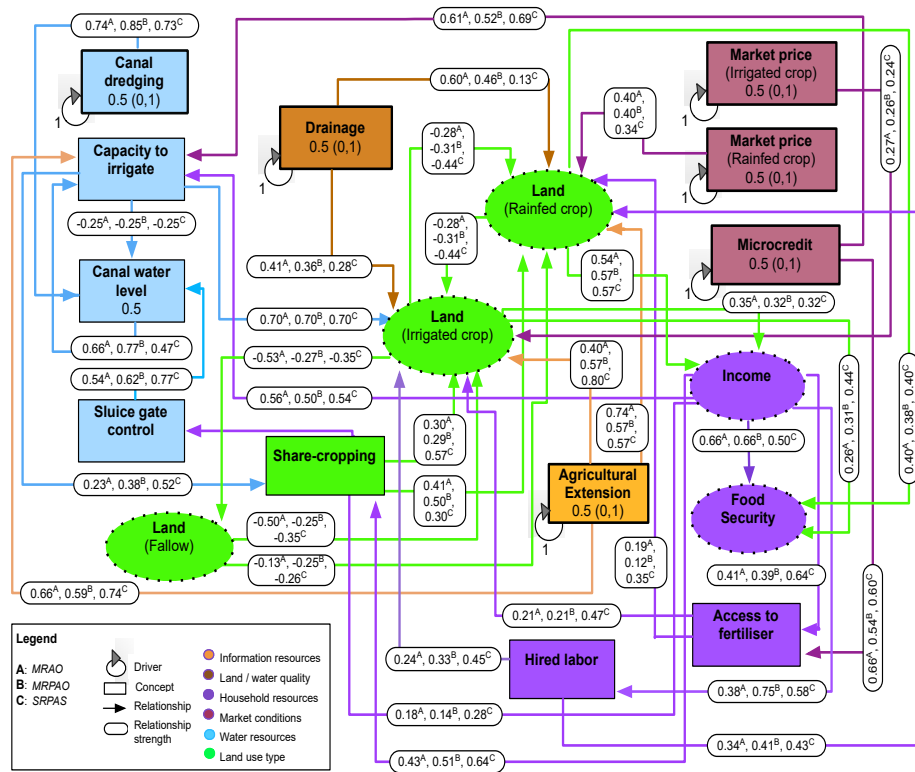 0.74ᴬ, 0.85ᴮ, 0.73ꟲ
0.61ᴬ, 0.52ᴮ, 0.69ꟲ
Canal
dredging
0.5 (0,1)
1
Market price
(Irrigated crop)
0.5 (0,1)
1
0.27ᴬ, 0.26ᴮ, 0.24ꟲ
0.60ᴬ, 0.46ᴮ, 0.13ꟲ
0.40ᴬ,
0.40ᴮ,
0.34ꟲ
Drainage
0.5 (0,1)
1
Market price
(Rainfed crop)
0.5 (0,1)
1
Capacity to
irrigate
-0.28ᴬ,
-0.31ᴮ,
-0.44ꟲ
Land
(Rainfed crop)
-0.25ᴬ, -0.25ᴮ, -0.25ꟲ
-0.28ᴬ,
-0.31ᴮ,
-0.44ꟲ
Microcredit
0.5 (0,1)
1
0.41ᴬ, 0.36ᴮ, 0.28ꟲ
0.54ᴬ,
0.57ᴮ,
0.57ꟲ
Canal water
level
0.5
0.35ᴬ, 0.32ᴮ, 0.32ꟲ
Land
(Irrigated crop)
0.70ᴬ, 0.70ᴮ, 0.70ꟲ
0.66ᴬ, 0.77ᴮ, 0.47ꟲ
-0.53ᴬ, -0.27ᴮ, -0.35ꟲ
0.40ᴬ,
0.57ᴮ,
0.80ꟲ
Income
0.54ᴬ, 0.62ᴮ, 0.77ꟲ
0.56ᴬ, 0.50ᴮ, 0.54ꟲ
0.26ᴬ, 0.31ᴮ, 0.44ꟲ
0.40ᴬ, 0.38ᴮ, 0.40ꟲ
Sluice gate
control
0.30ᴬ,
0.29ᴮ,
0.57ꟲ
0.74ᴬ,
0.57ᴮ,
0.57ꟲ
0.66ᴬ, 0.66ᴮ, 0.50ꟲ
Share-cropping
0.23ᴬ, 0.38ᴮ, 0.52ꟲ
0.41ᴬ,
0.50ᴮ,
0.30ꟲ
Agricultural
Extension
0.5 (0,1)
1
Food
Security
Land
(Fallow)
-0.50ᴬ, -0.25ᴮ,
-0.35ꟲ
-0.13ᴬ, -0.25ᴮ,
-0.26ꟲ
0.19ᴬ,
0.12ᴮ,
0.35ꟲ
0.41ᴬ, 0.39ᴮ, 0.64ꟲ
0.66ᴬ, 0.54ᴮ, 0.60ꟲ
0.66ᴬ, 0.59ᴮ, 0.74ꟲ
0.21ᴬ, 0.21ᴮ, 0.47ꟲ
Access to
fertiliser
0.24ᴬ, 0.33ᴮ, 0.45ꟲ
Hired labor
0.38ᴬ, 0.75ᴮ, 0.58ꟲ
0.18ᴬ, 0.14ᴮ, 0.28ꟲ
0.34ᴬ, 0.41ᴮ, 0.43ꟲ
0.43ᴬ, 0.51ᴮ, 0.64ꟲ
Legend
A: MRAO
B: MRPAO
C: SRPAS
Driver
Concept
Relationship
Relationship
strength
Information resources
Land / water quality
Household resources
Market conditions
Water resources
Land use type